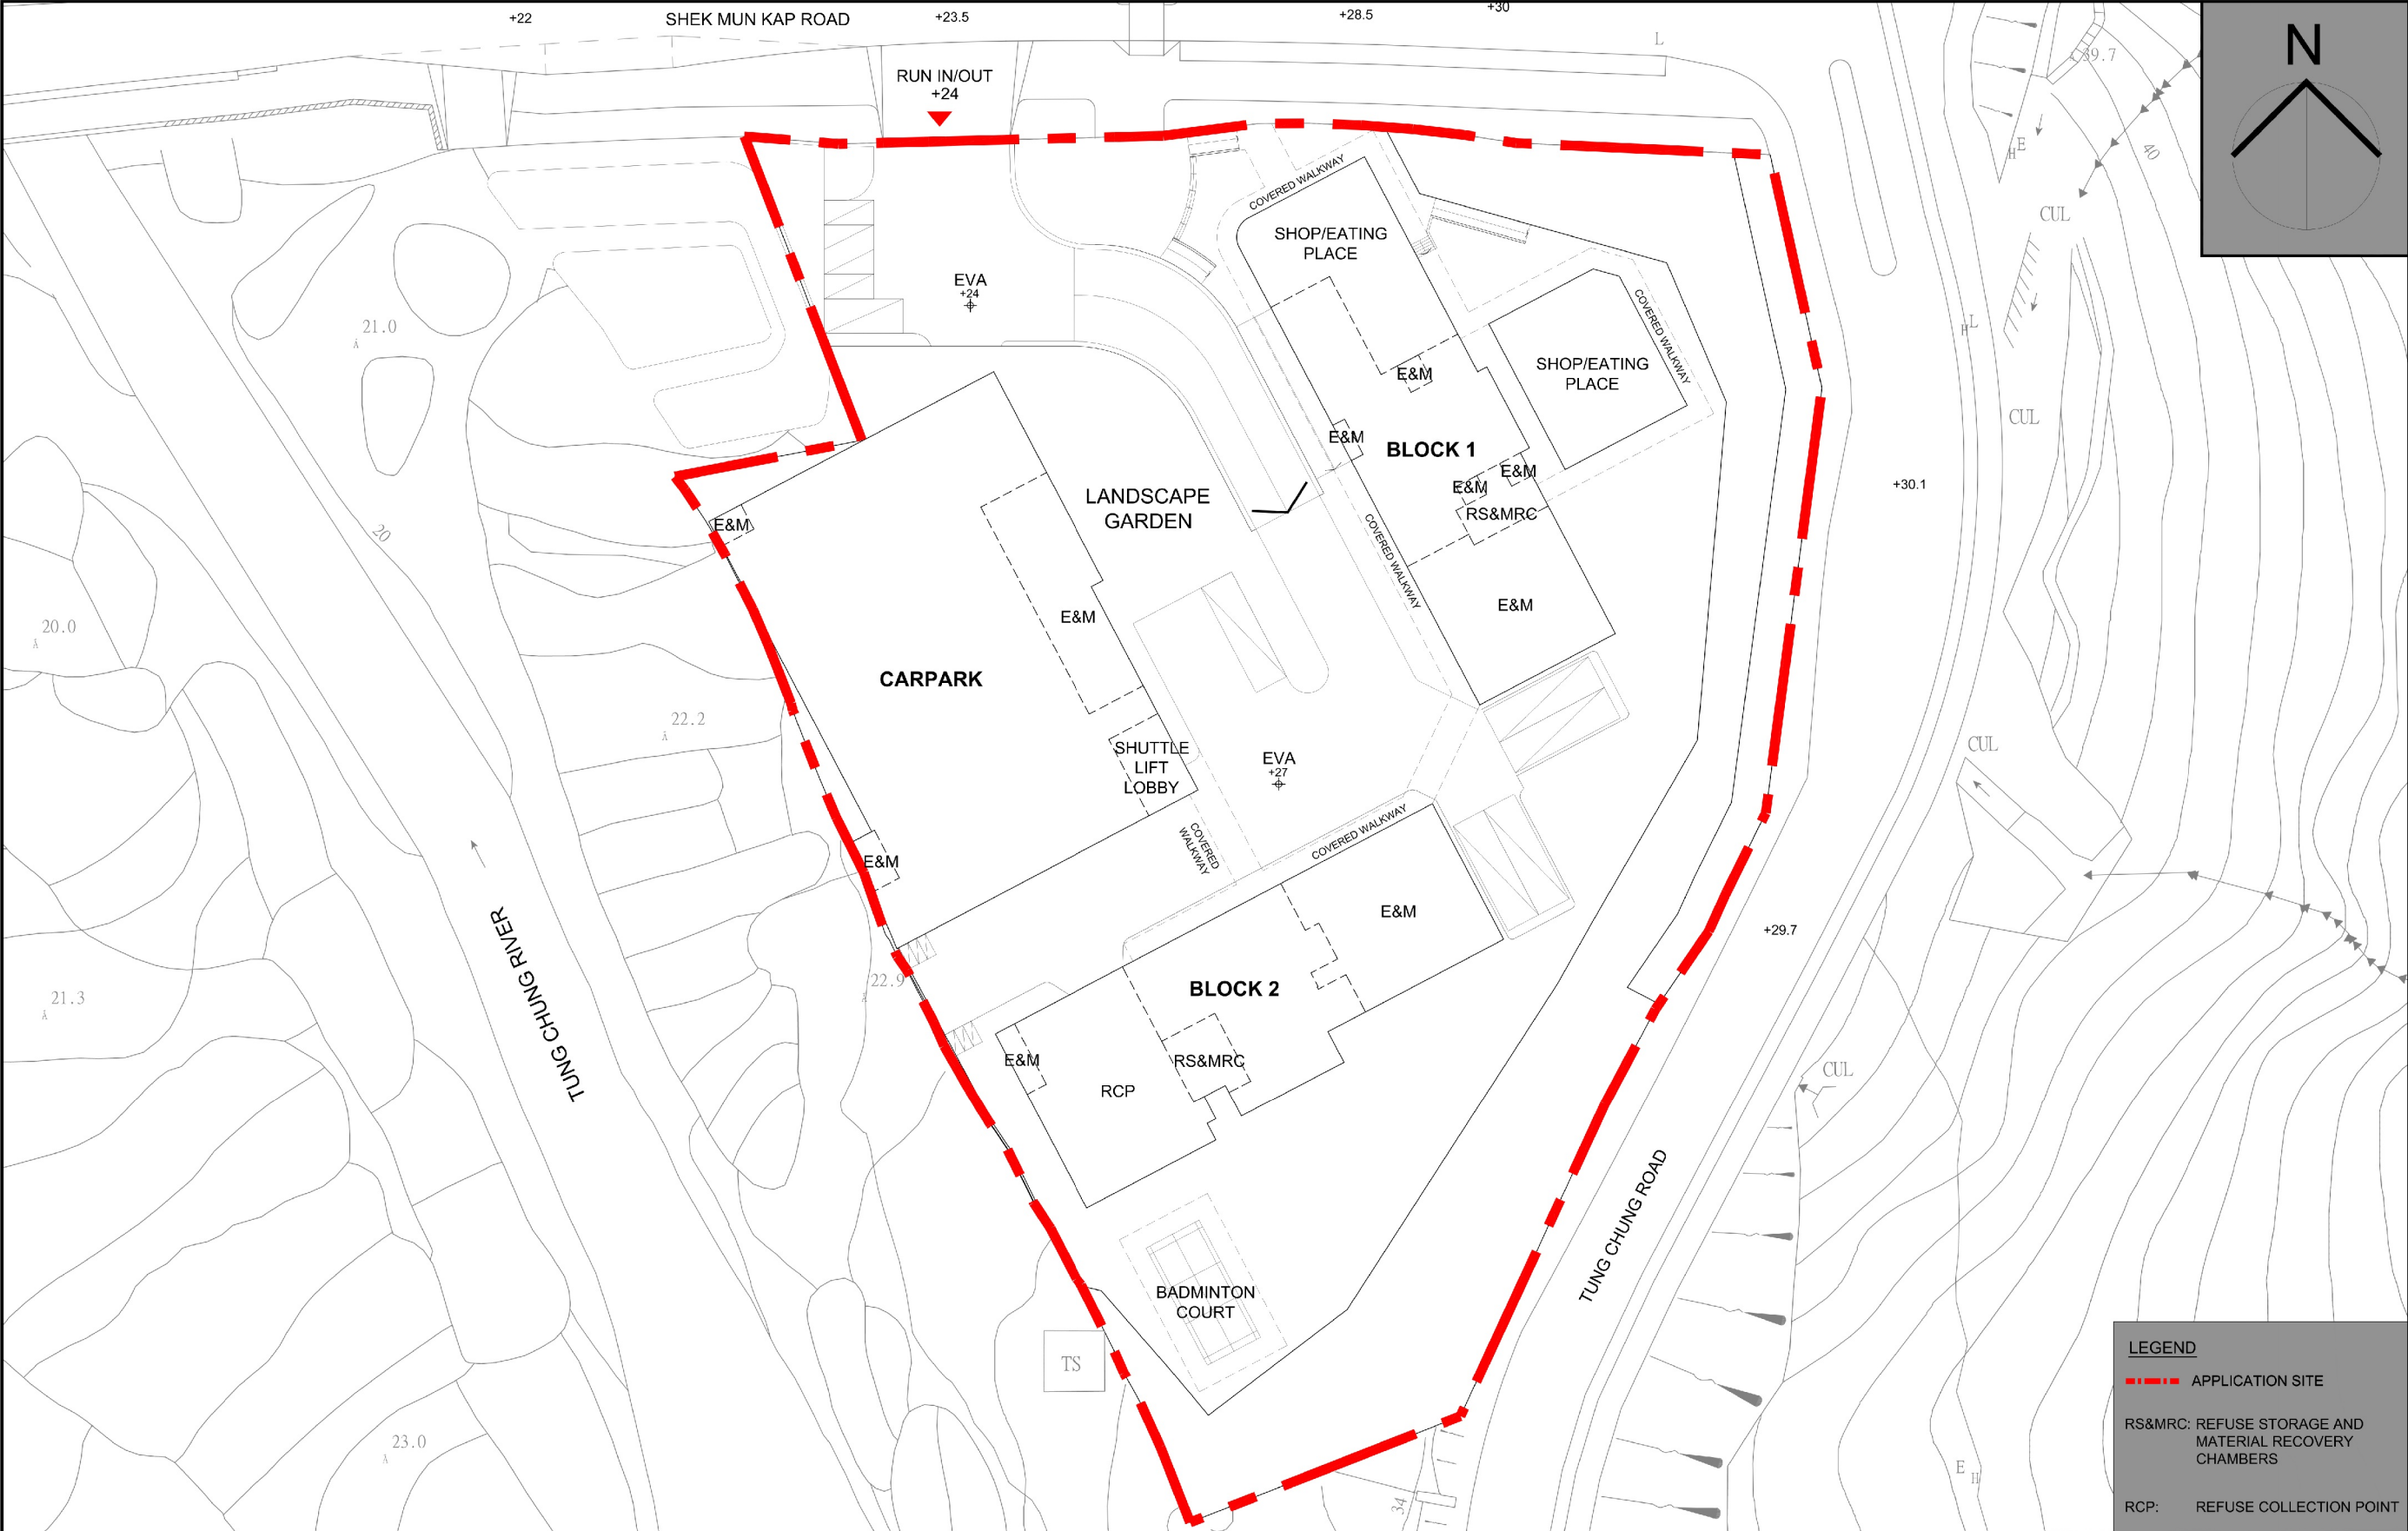 +22
SHEK MUN KAP ROAD
+23.5
+28.5
+30
N
L
RUN IN/OUT
+24
39.7
E
H
40
CUL
COVERED WALKWAY
SHOP/EATING
PLACE
EVA
+24
21.0
COVERED WALKWAY
H
L
SHOP/EATING
PLACE
E&M
CUL
E&M
BLOCK 1
E&M
E&M
RS&MRC
+30.1
LANDSCAPE
GARDEN
E&M
20
COVERED WALKWAY
E&M
E&M
20.0
CARPARK
22.2
SHUTTLE
LIFT
LOBBY
EVA
+27
CUL
COVERED
WALKWAY
COVERED WALKWAY
E&M
E&M
+29.7
TUNG CHUNG RIVER
22.9
BLOCK 2
21.3
E&M
RS&MRC
RCP
CUL
TUNG CHUNG ROAD
BADMINTON
COURT
TS
23.0
34
E
H
LEGEND
APPLICATION SITE
RS&MRC: REFUSE STORAGE AND
MATERIAL RECOVERY
CHAMBERS
RCP: REFUSE COLLECTION POINT